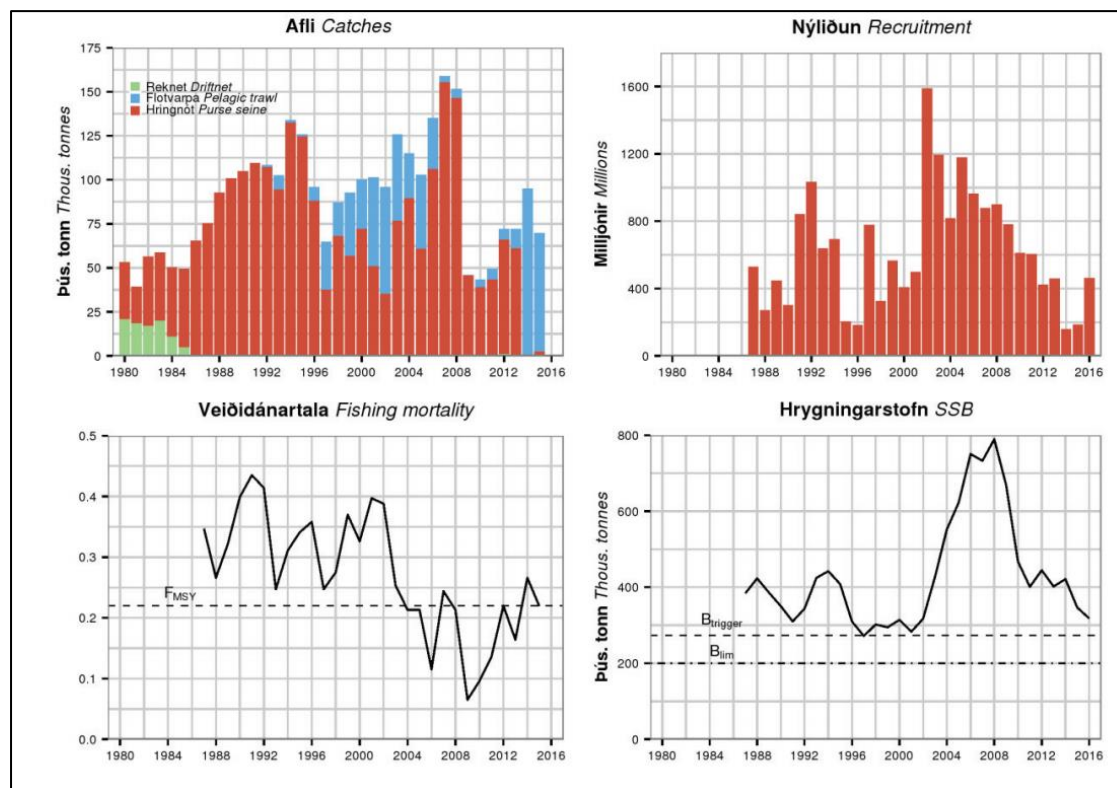 Afli Catches
Þús. tonn Thous. tonnes
175
150
125
100
75
50
25
0
Reknet Driftnet
Flotvarpa Pelagic trawl
Hringnót Purse seine
1980 1984 1988 1992 1996 2000 2004 2008 2012 2016
Nýliðun Recruitment
Milljónir Millions
1600
1200
800
400
0
1980 1984 1988 1992 1996 2000 2004 2008 2012 2016
Veiðidánartala Fishing mortality
0.5
0.4
0.3
0.2
0.1
0.0
FMSY
1980 1984 1988 1992 1996 2000 2004 2008 2012 2016
Hrygningarstofn SSB
Þús. tonn Thous. tonnes
800
600
400
200
0
Btrigger
Blim
1980 1984 1988 1992 1996 2000 2004 2008 2012 2016